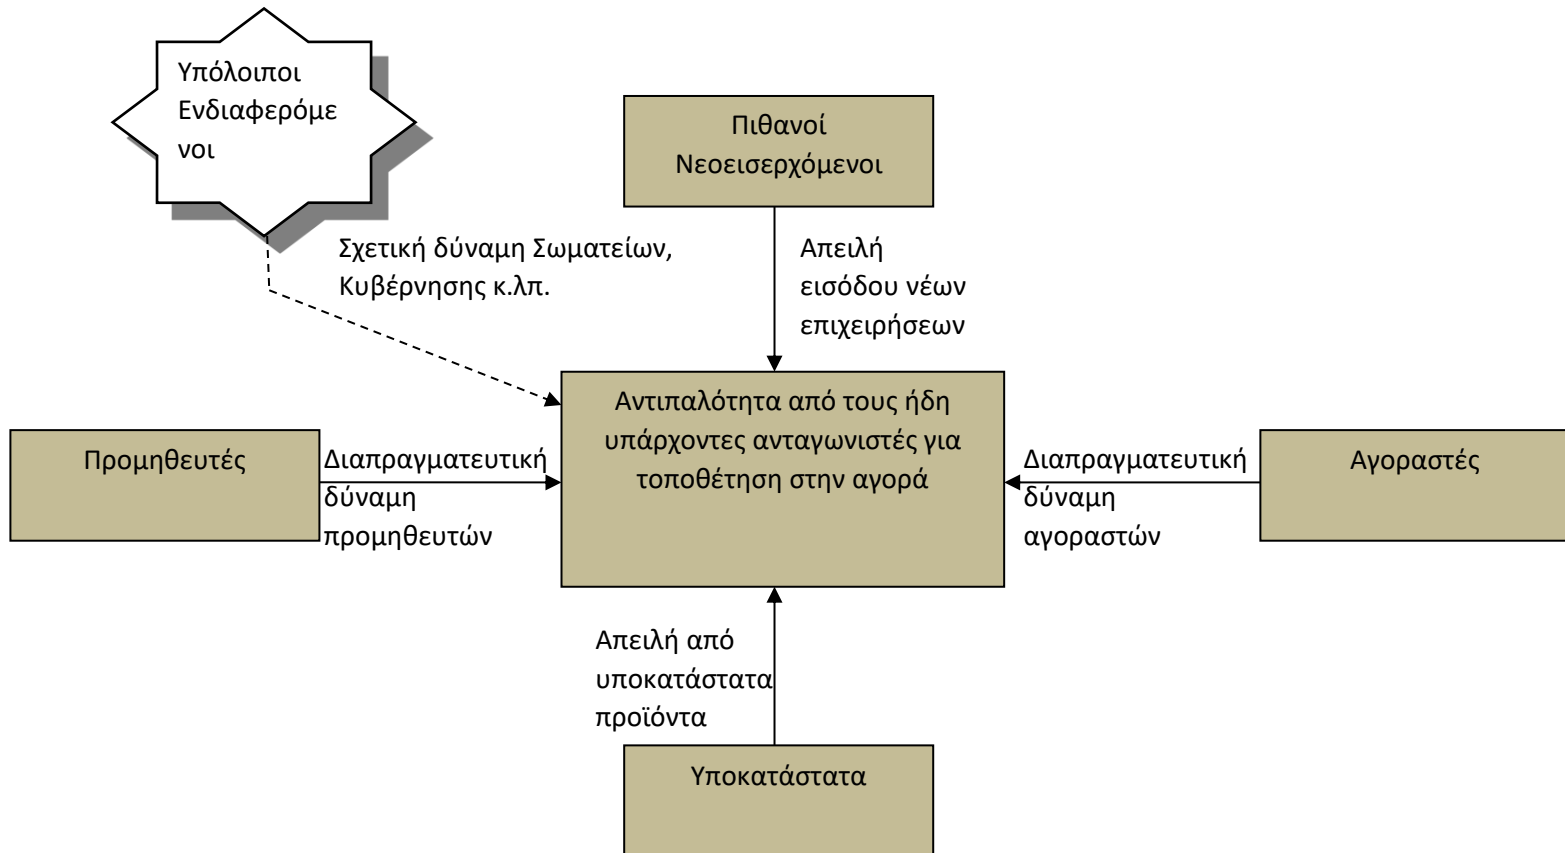 Υπόλοιποι
Ενδιαφερόμε
νοι
Πιθανοί
Νεοεισερχόμενοι
Σχετική δύναμη Σωματείων,
Κυβέρνησης κ.λπ.
Απειλή
εισόδου νέων
επιχειρήσεων
Αντιπαλότητα από τους ήδη
υπάρχοντες ανταγωνιστές για
τοποθέτηση στην αγορά
Προμηθευτές
Διαπραγματευτική
δύναμη
προμηθευτών
Διαπραγματευτική
δύναμη
αγοραστών
Αγοραστές
Απειλή από
υποκατάστατα
προϊόντα
Υποκατάστατα